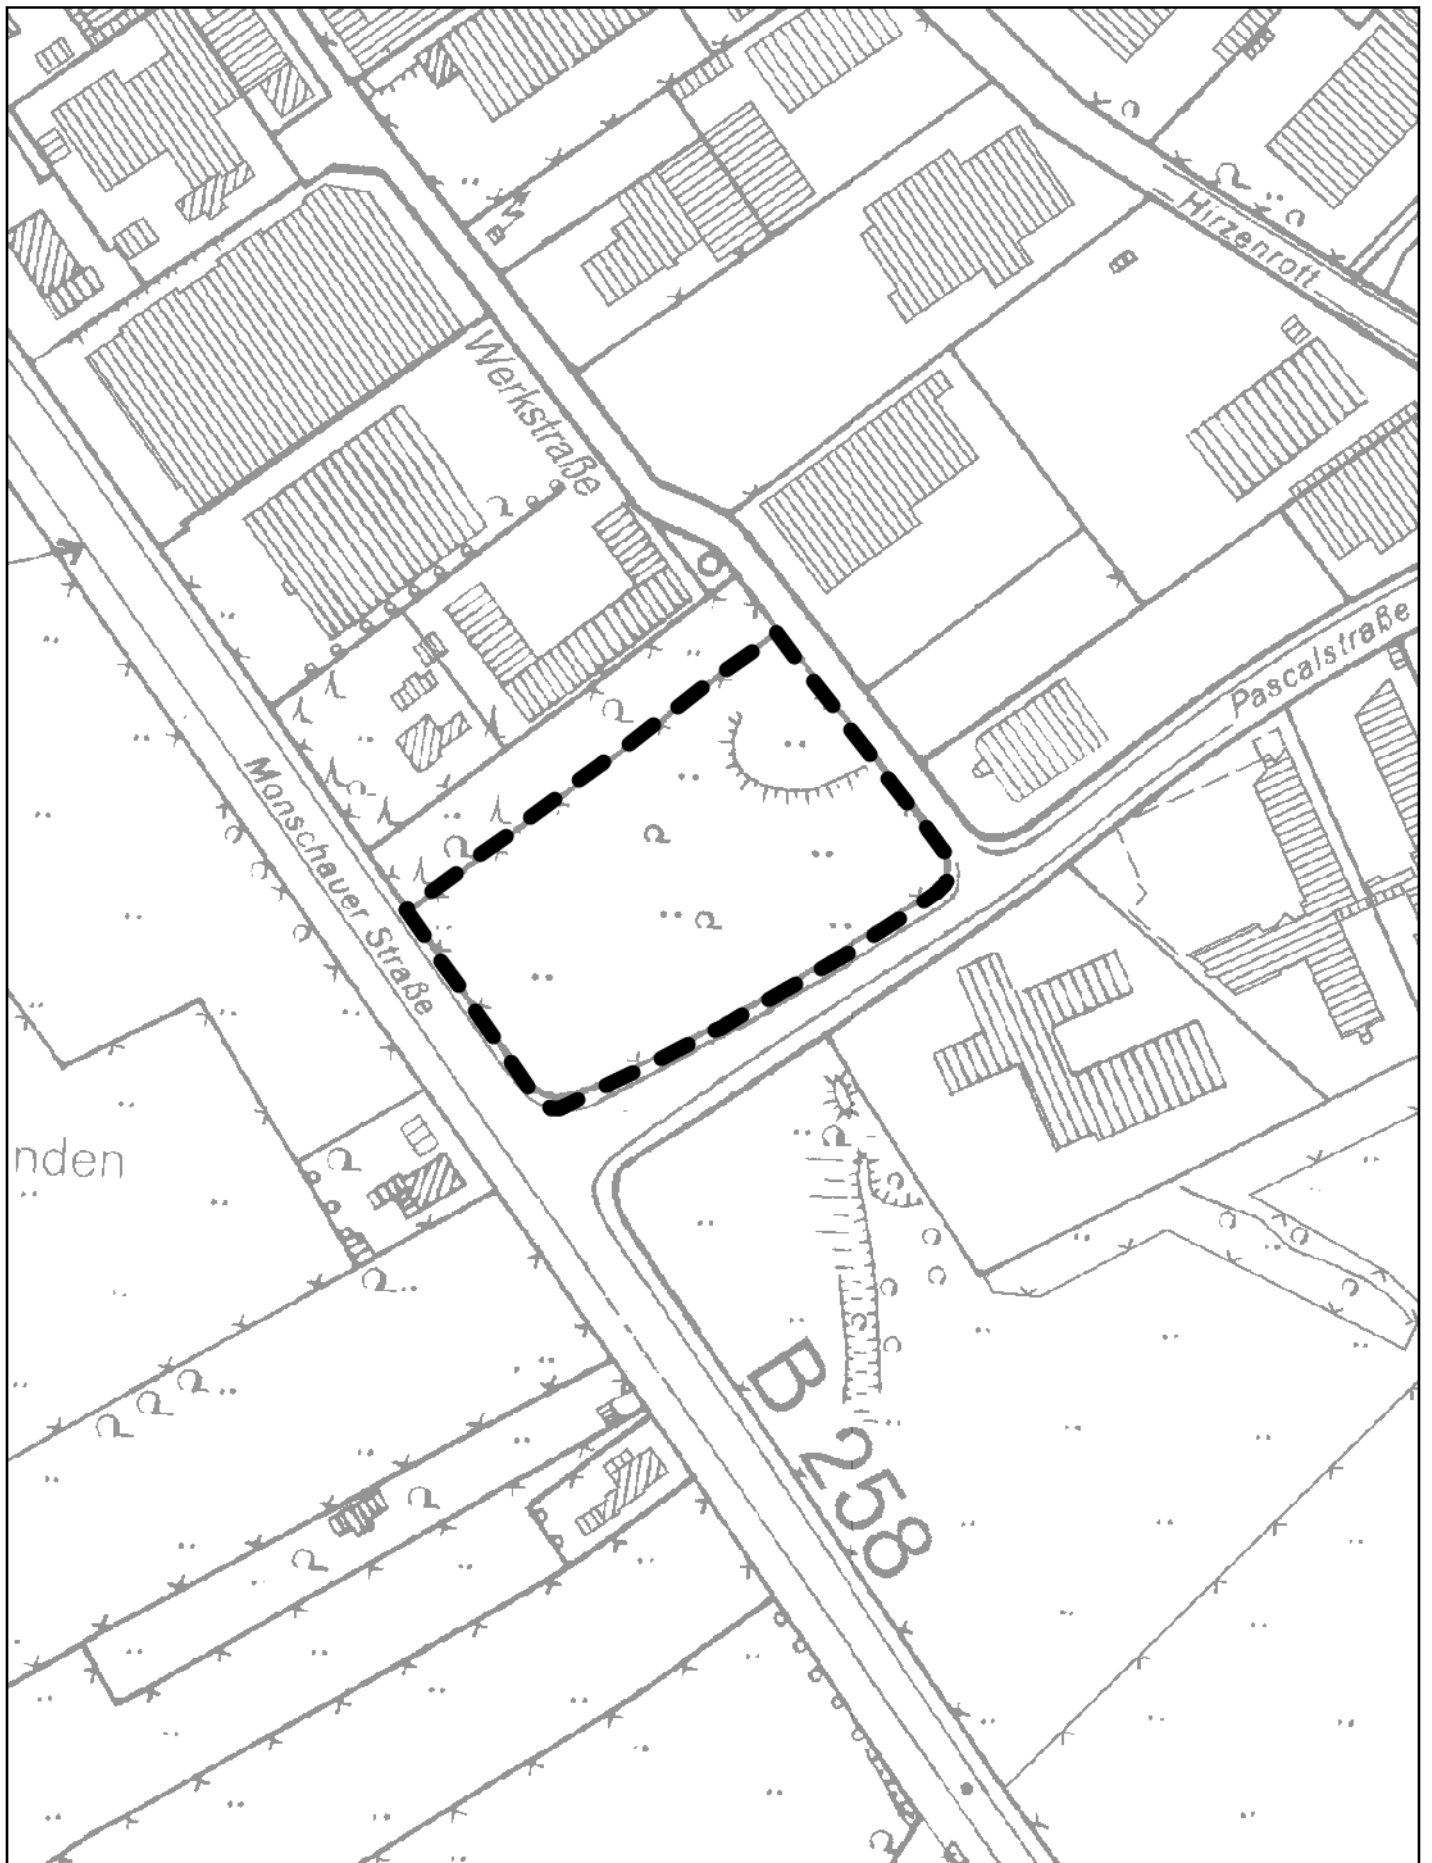 Hirzenrott
Werkstraße
Pascalstraße
Monschauer Straße
nden
B 258